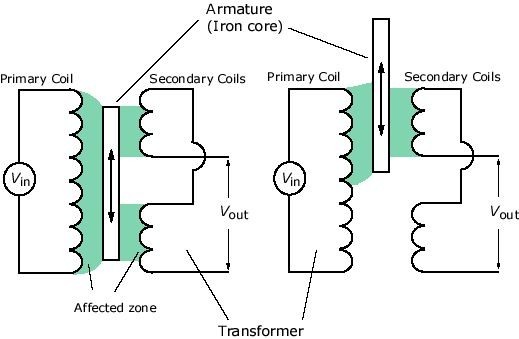 Armature
(Iron core)
Primary Coil
Secondary Coils
Primary Coil
Secondary Coils
Vin
Vout
Vin
Vout
Affected zone
Transformer